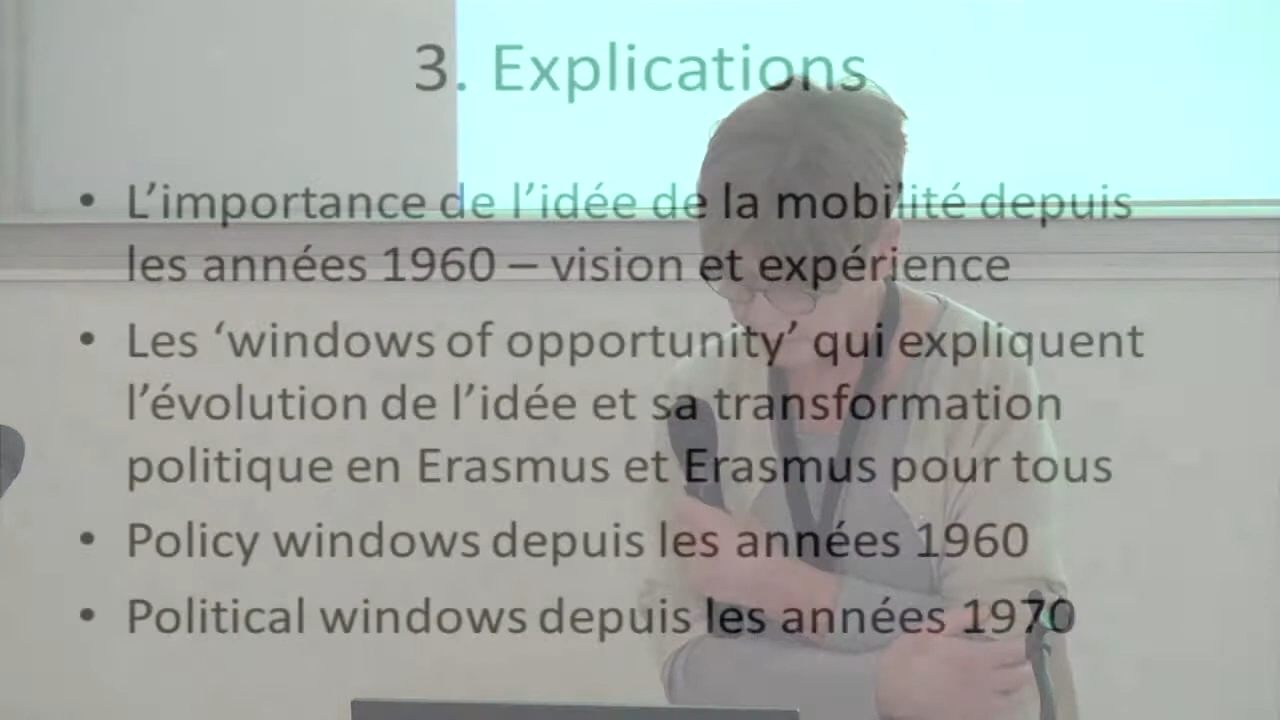 3. Explications
• L’importance de l’idée de la mobilité depuis
les années 1960 – vision et expérience
• Les ‘windows of opportunity’ qui expliquent
l’évolution de l’idée et sa transformation
politique en Erasmus et Erasmus pour tous
• Policy windows depuis les années 1960
• Political windows depuis les années 1970